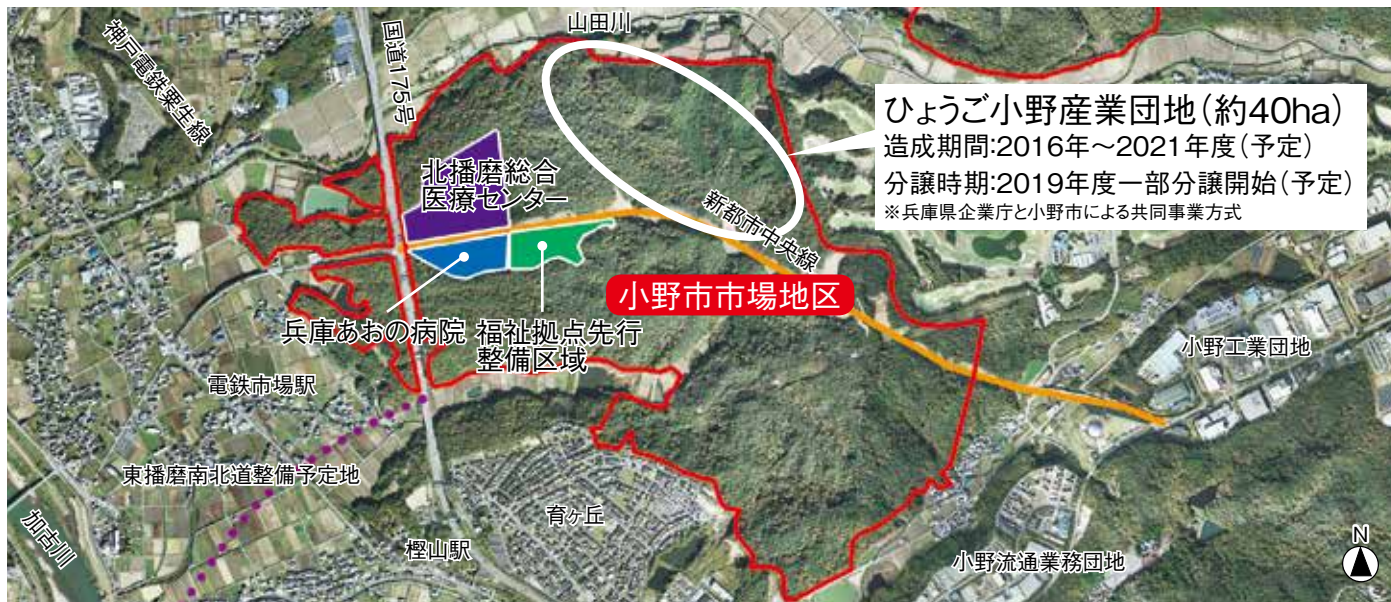 山田川
神戸電鉄粟生線
国道175号
ひょうご小野産業団地(約40ha)
造成期間:2016年～2021年度(予定)
分譲時期:2019年度一部分譲開始(予定)
※兵庫県企業庁と小野市による共同事業方式
北播磨総合
医療センター
新都市中央線
小野市市場地区
兵庫あおの病院
福祉拠点先行
整備区域
小野工業団地
電鉄市場駅
東播磨南北道整備予定地
育ヶ丘
加古川
樫山駅
小野流通業務団地
N